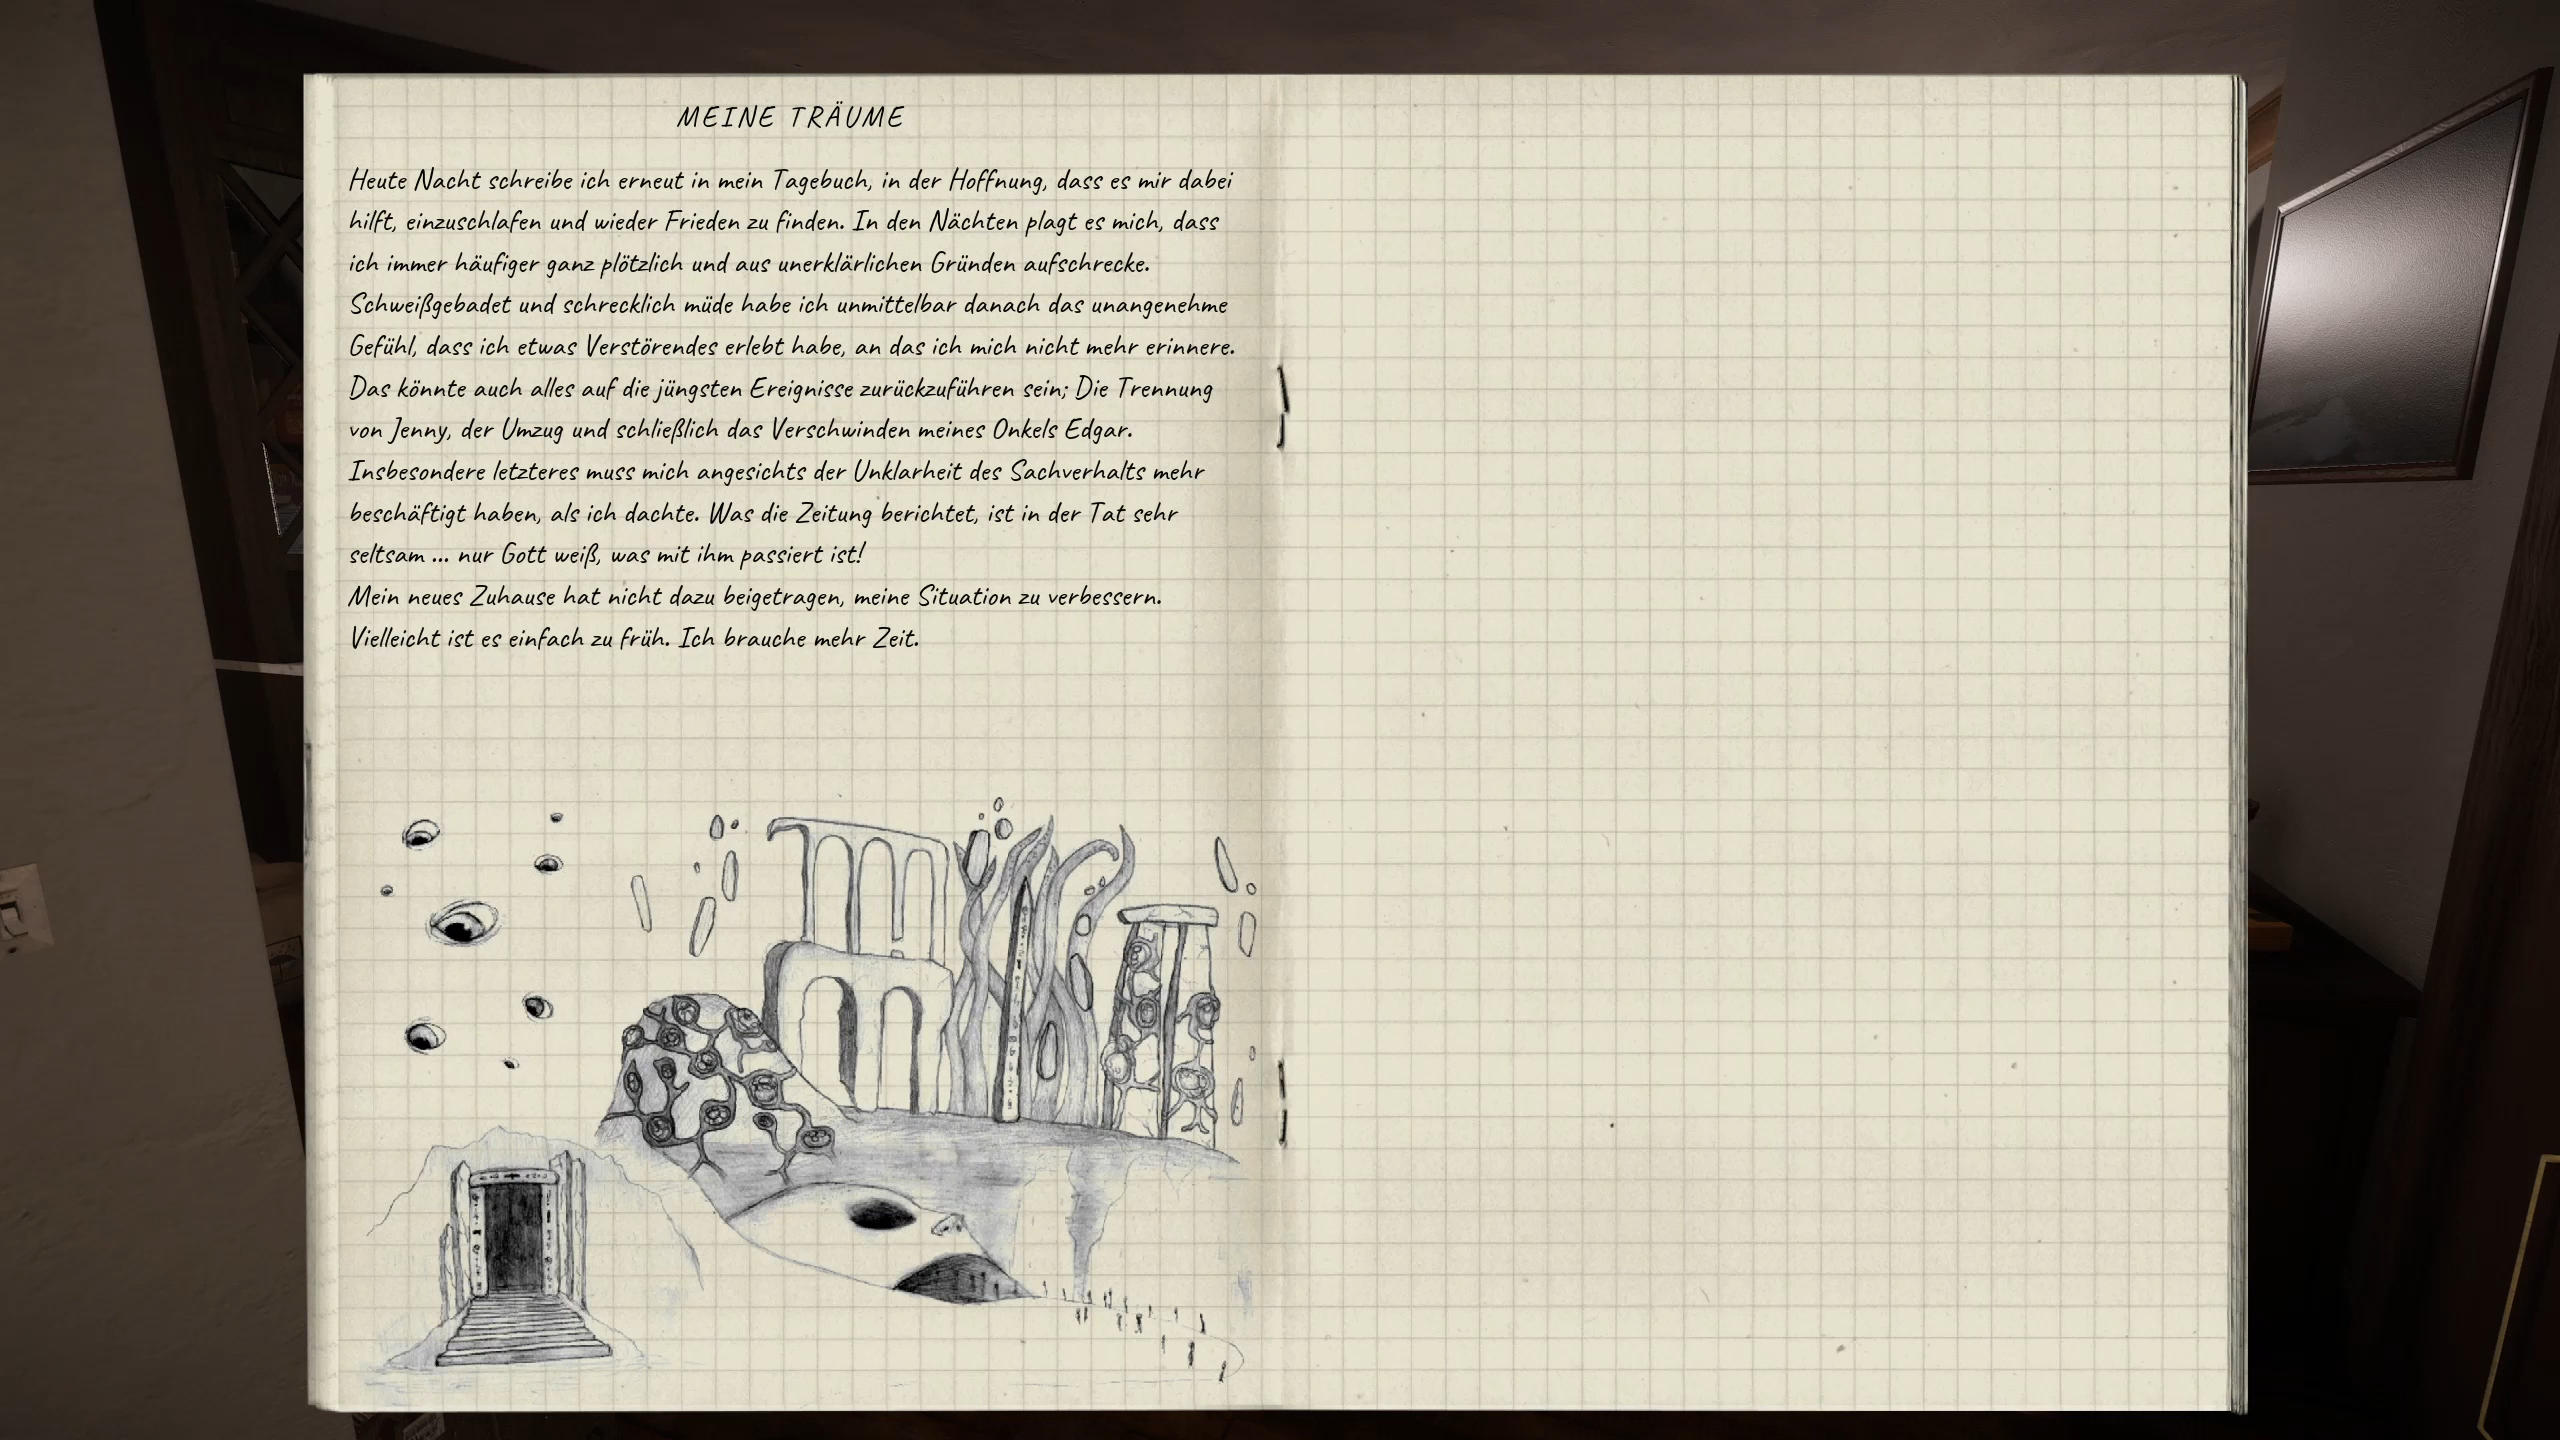 MEINE TRÄUME
Heute Nacht schreibe ich erneut in mein Tagebuch, in der Hoffnung, dass es mir dabei
hilft, einzuschlafen und wieder Frieden zu finden. In den Nächten plagt es mich, dass
ich immer häufiger ganz plötzlich und aus unerklärlichen Gründen aufschrecke.
Schweißgebadet und schrecklich müde habe ich unmittelbar danach das unangenehme
Gefühl, dass ich etwas Verstörendes erlebt habe, an das ich mich nicht mehr erinnere.
Das könnte auch alles auf die jüngsten Ereignisse zurückzuführen sein; Die Trennung
von Jenny, der Umzug und schließlich das Verschwinden meines Onkels Edgar.
Insbesondere letzteres muss mich angesichts der Unklarheit des Sachverhalts mehr
beschäftigt haben, als ich dachte. Was die Zeitung berichtet, ist in der Tat sehr
seltsam ... nur Gott weiß, was mit ihm passiert ist!
Mein neues Zuhause hat nicht dazu beigetragen, meine Situation zu verbessern.
Vielleicht ist es einfach zu früh. Ich brauche mehr Zeit.